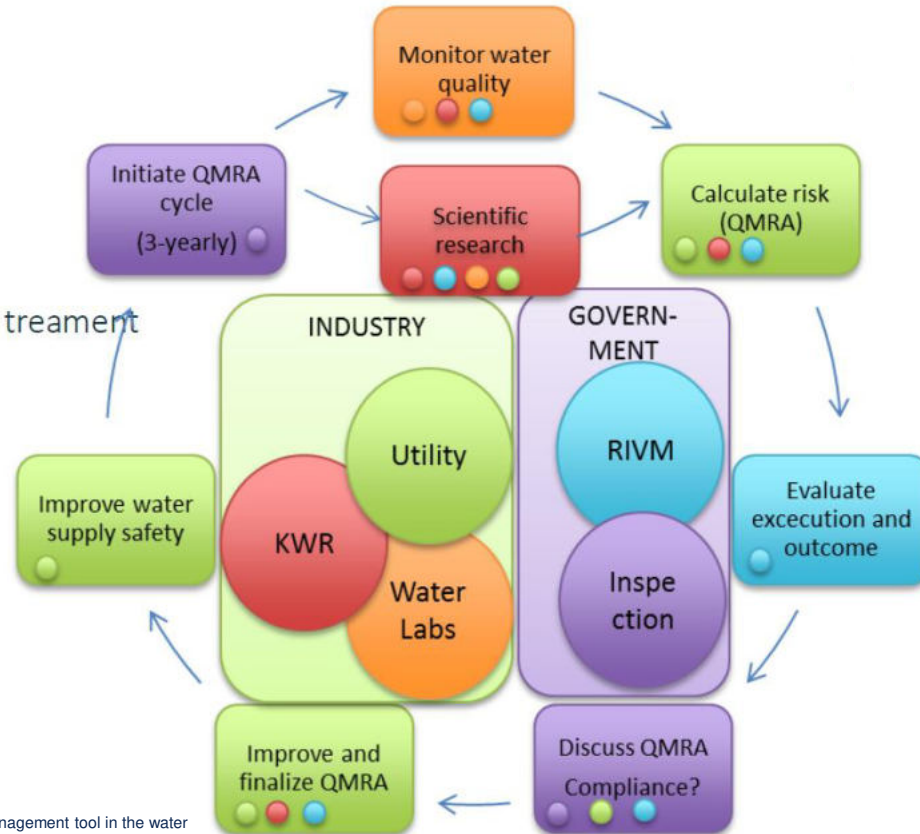 Monitor water
quality
Initiate QMRA
cycle
(3-yearly)
Scientific
research
Calculate risk
(QMRA)
treament
INDUSTRY
GOVERN-
MENT
Utility
RIVM
KWR
Water
Labs
Inspe
ction
Improve water
supply safety
Evaluate
excecution and
outcome
Improve and
finalize QMRA
Discuss QMRA
Compliance?
nagement tool in the water